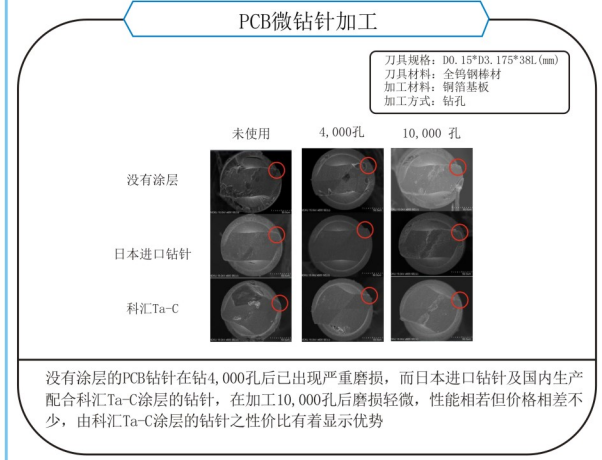 PCB微钻针加工
刀具规格: D0.15*D3.175*38L(mm)
刀具材料: 全钨钢棒材
加工材料: 铜箔基板
加工方式: 钻孔
未使用 4,000孔 10,000 孔
没有涂层
日本进口钻针
科汇Ta-C
没有涂层的PCB钻针在钻4,000孔后已出现严重磨损，而日本进口钻针及国内生产
配合科汇Ta-C涂层的钻针，在加工10,000孔后磨损轻微，性能相若但价格相差不
少，由科汇Ta-C涂层的钻针之性价比有着显示优势